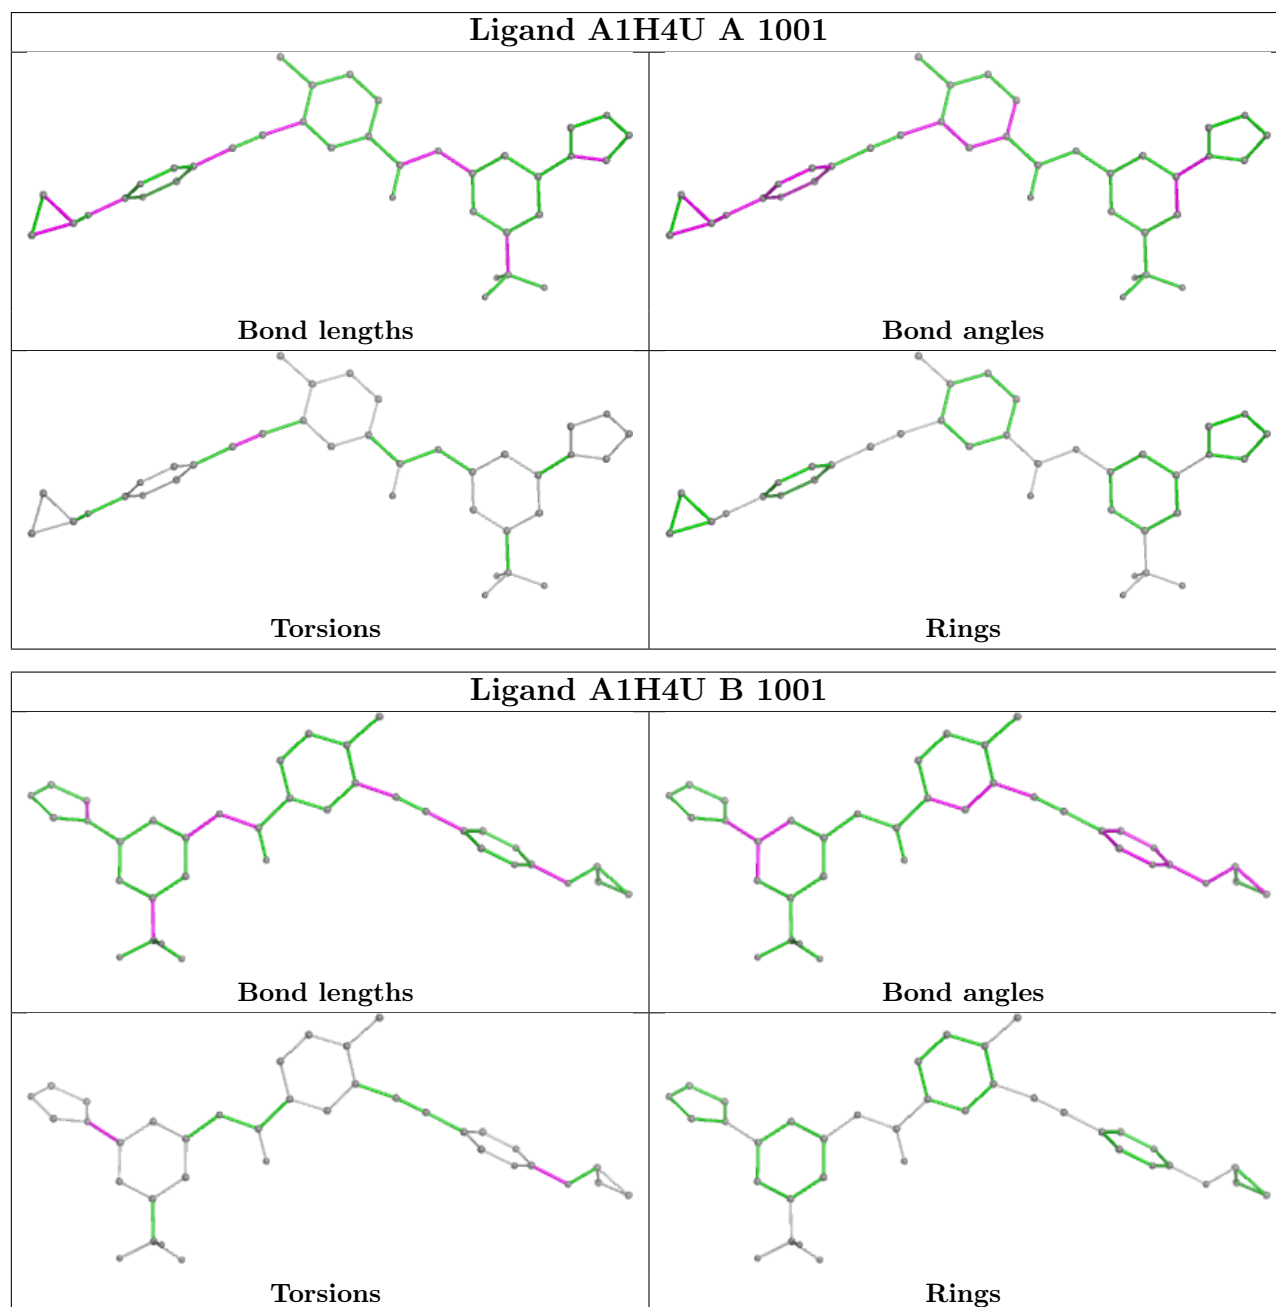 Ligand A1H4U A 1001
Bond lengths
Bond angles
Torsions
Rings
Ligand A1H4U B 1001
Bond lengths
Bond angles
Torsions
Rings